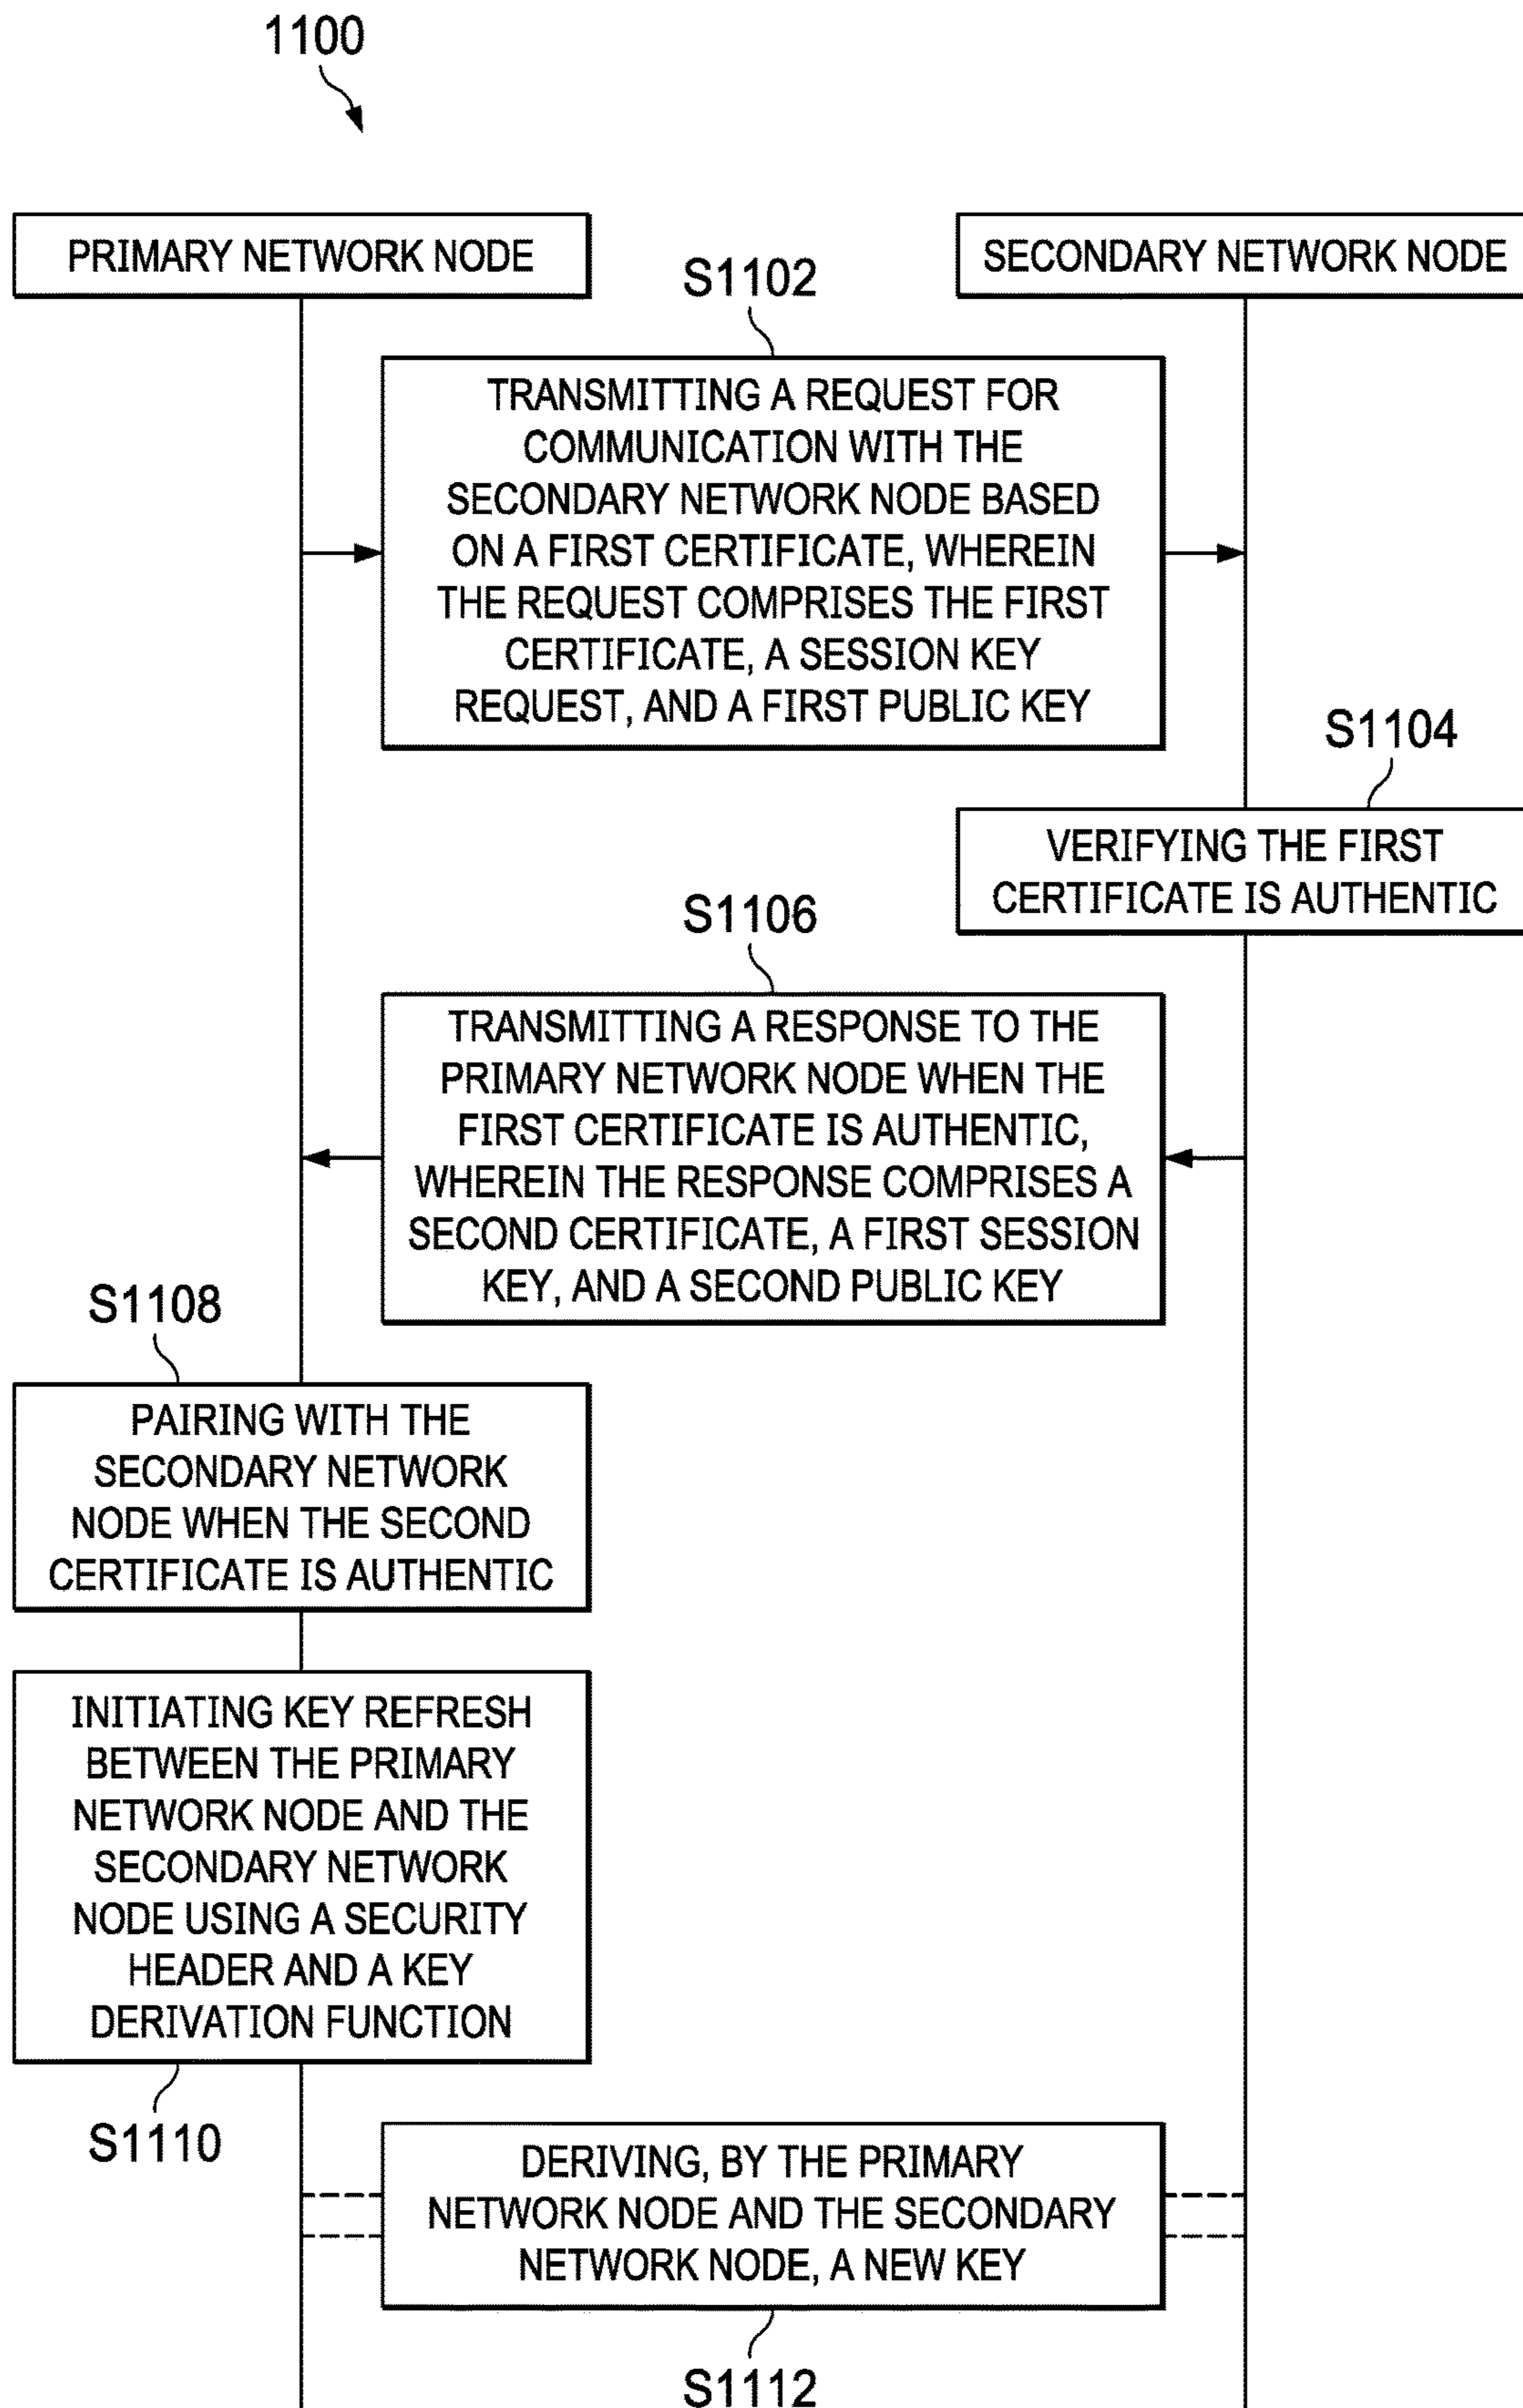 1100
PRIMARY NETWORK NODE
SECONDARY NETWORK NODE
S1102
TRANSMITTING A REQUEST FOR
COMMUNICATION WITH THE
SECONDARY NETWORK NODE BASED
ON A FIRST CERTIFICATE, WHEREIN
THE REQUEST COMPRISES THE FIRST
CERTIFICATE, A SESSION KEY
REQUEST, AND A FIRST PUBLIC KEY
S1104
VERIFYING THE FIRST
CERTIFICATE IS AUTHENTIC
S1106
TRANSMITTING A RESPONSE TO THE
PRIMARY NETWORK NODE WHEN THE
FIRST CERTIFICATE IS AUTHENTIC,
WHEREIN THE RESPONSE COMPRISES A
SECOND CERTIFICATE, A FIRST SESSION
KEY, AND A SECOND PUBLIC KEY
S1108
PAIRING WITH THE
SECONDARY NETWORK
NODE WHEN THE SECOND
CERTIFICATE IS AUTHENTIC
INITIATING KEY REFRESH
BETWEEN THE PRIMARY
NETWORK NODE AND THE
SECONDARY NETWORK
NODE USING A SECURITY
HEADER AND A KEY
DERIVATION FUNCTION
S1110
DERIVING, BY THE PRIMARY
NETWORK NODE AND THE SECONDARY
NETWORK NODE, A NEW KEY
S1112